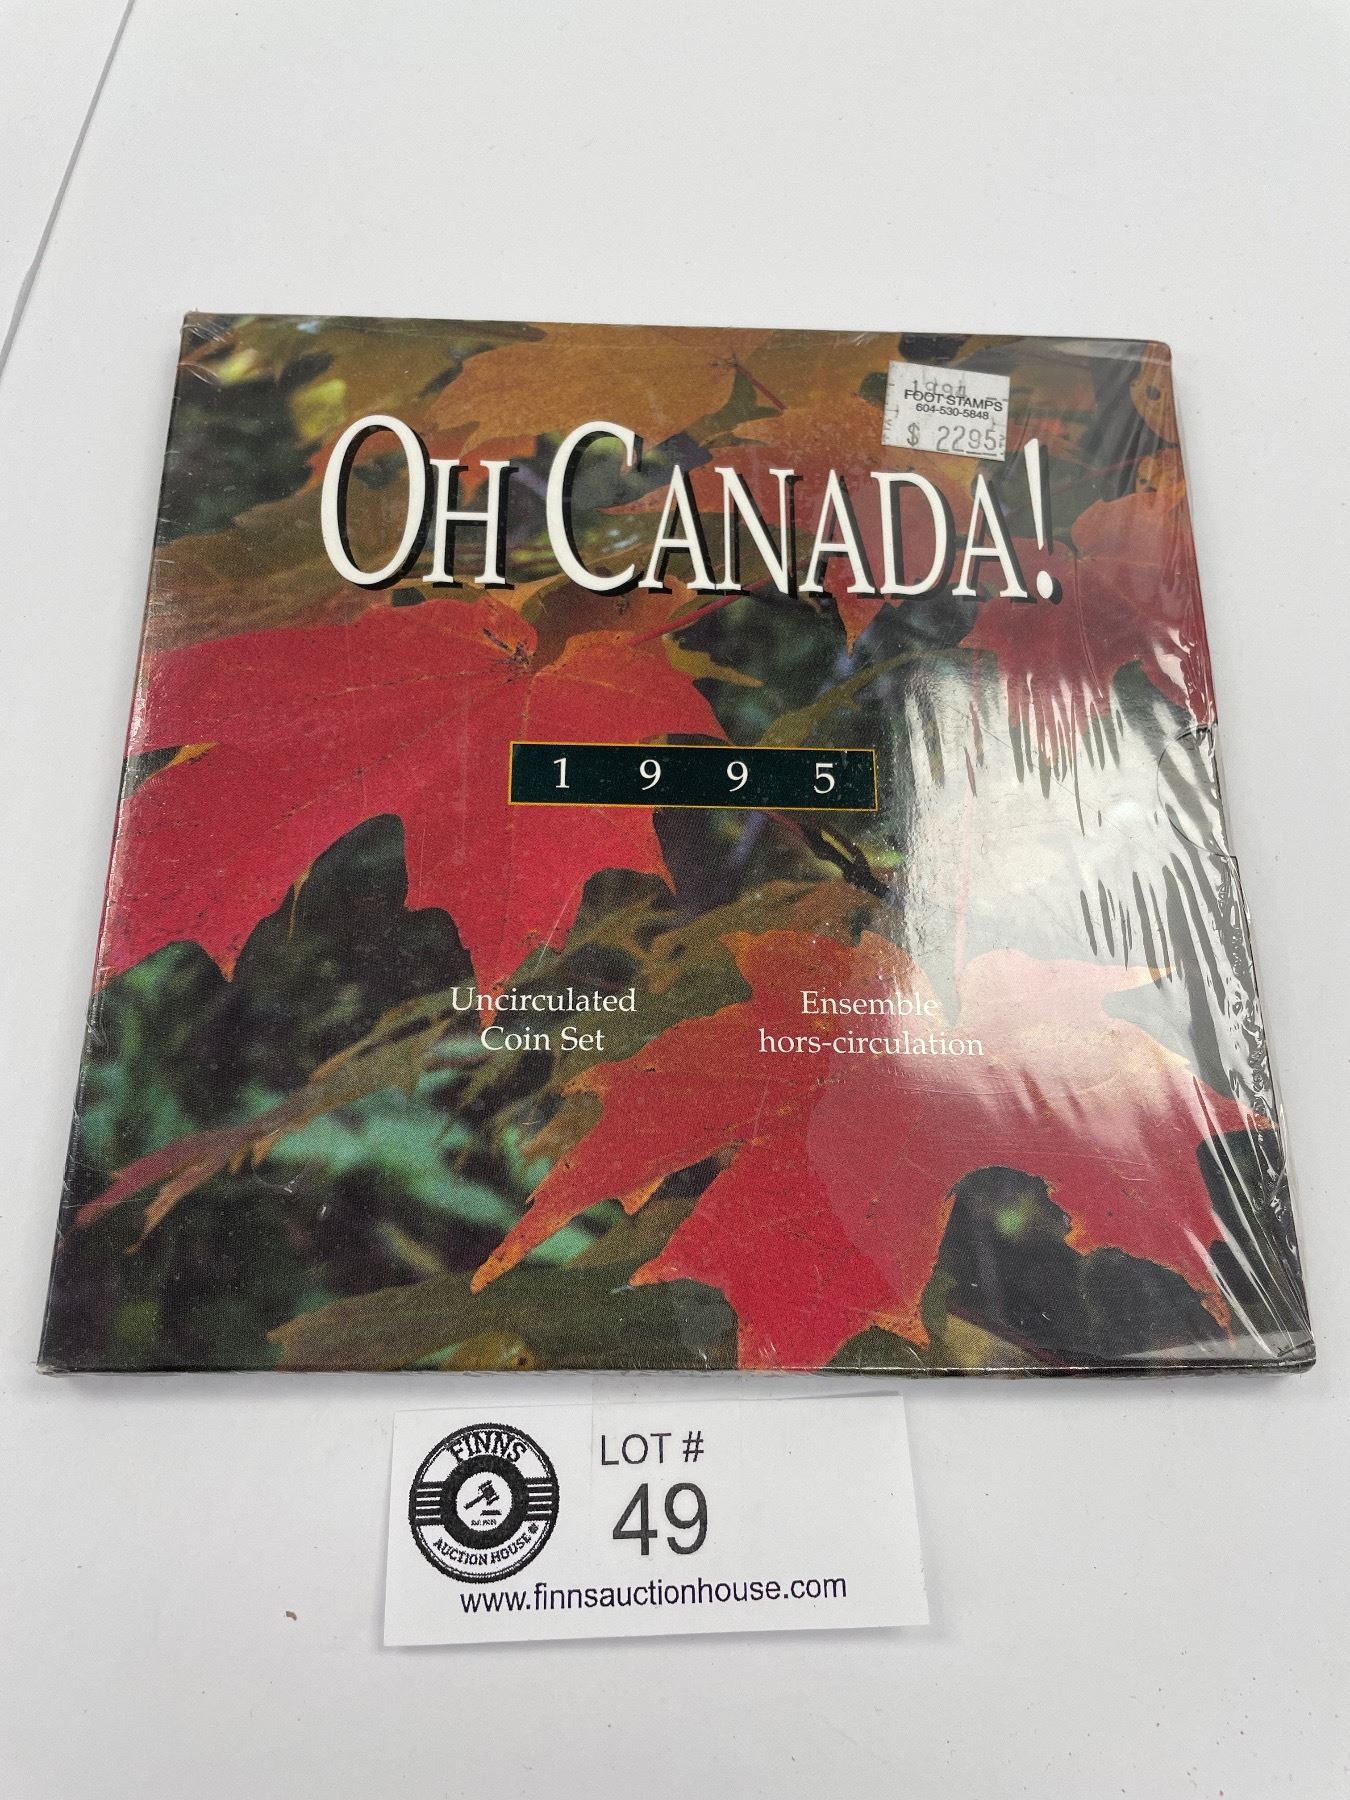 1994
FOOT STAMPS
604-530-5848
$ 2295
OH CANADA!
1 9 9 5
Uncirculated
Coin Set
Ensemble
hors-circulation
FINNS
AUCTION HOUSE
LOT #
49
www.finnsauctionhouse.com